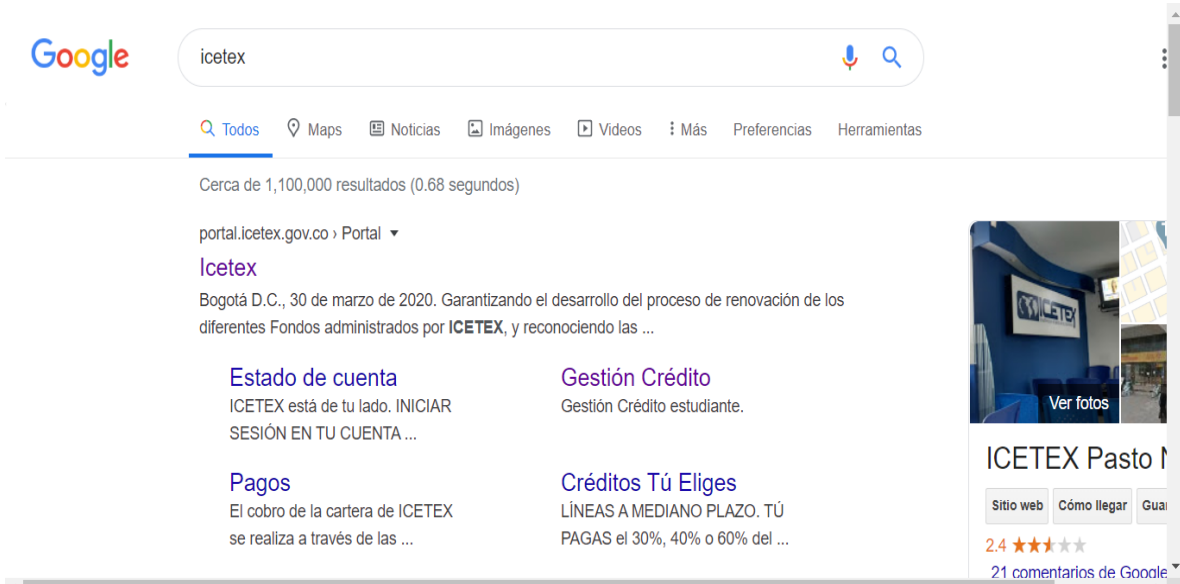 Google
icetex
Todos Maps Noticias Imágenes Videos Más Preferencias Herramientas
Cerca de 1,100,000 resultados (0.68 segundos)
portal.icetex.gov.co › Portal
Icetex
Bogotá D.C., 30 de marzo de 2020. Garantizando el desarrollo del proceso de renovación de los
diferentes Fondos administrados por ICETEX, y reconociendo las ...
Estado de cuenta
ICETEX está de tu lado. INICIAR
SESIÓN EN TU CUENTA ...
Gestión Crédito
Gestión Crédito estudiante.
Pagos
El cobro de la cartera de ICETEX
se realiza a través de las ...
Créditos Tú Eliges
LÍNEAS A MEDIANO PLAZO. TÚ
PAGAS el 30%, 40% o 60% del ...
ICETEX
Ver fotos
ICETEX Pasto
Sitio web Cómo llegar
2.4
21 comentarios de Google